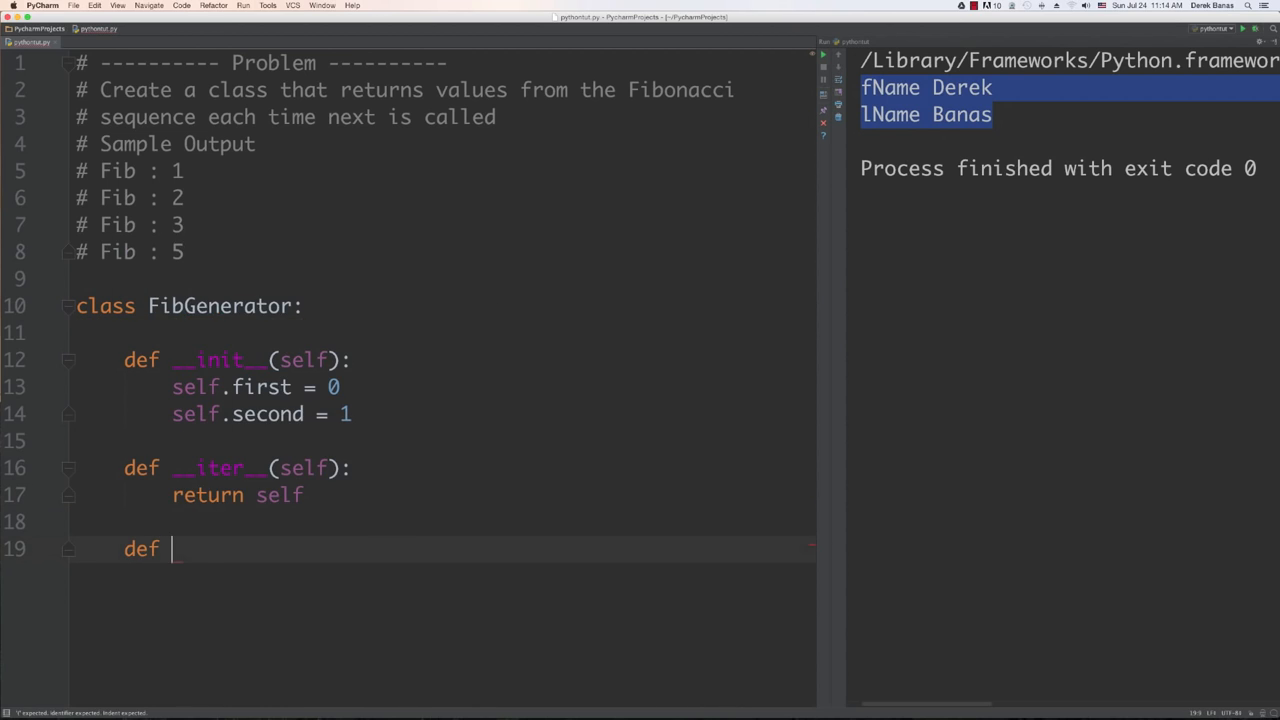 PyCharm File Edit View Navigate Code Refactor Run Tools VCS Window Help
10 Sun Jul 24 11:14 AM Derek Banas
pythontut.py - PycharmProjects - [~/PycharmProjects]
PycharmProjects pythontut.py
pythontut
pythontut.py
Run: pythontut
1 # ---------- Problem ----------
2 # Create a class that returns values from the Fibonacci
3 # sequence each time next is called
4 # Sample Output
5 # Fib : 1
6 # Fib : 2
7 # Fib : 3
8 # Fib : 5
9
10 class FibGenerator:
11
12 def __init__(self):
13 self.first = 0
14 self.second = 1
15
16 def __iter__(self):
17 return self
18
19 def
/Library/Frameworks/Python.framewor
fName Derek
lName Banas
Process finished with exit code 0
'(' expected. Identifier expected. Indent expected.
19:9 LF÷ UTF-8÷